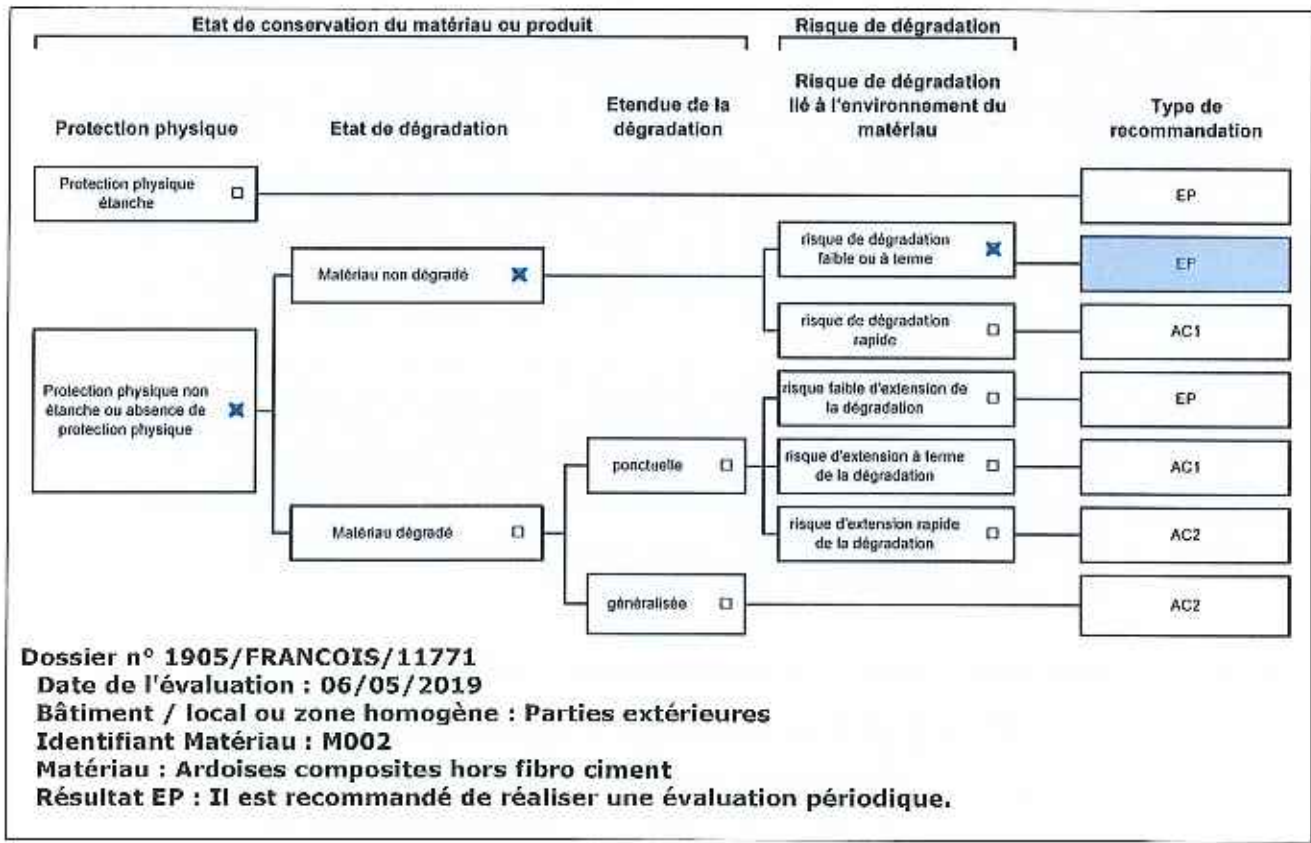 Etat de conservation du matériau ou produit
Risque de dégradation
Protection physique
Etat de dégradation
Etendue de la
dégradation
Risque de dégradation
lié à l'environnement du
matériau
Type de
recommandation
Protection physique
étanche
EP
Matériau non dégradé
risque de dégradation
faible ou à terme
EP
risque de dégradation
rapide
AC1
Protection physique non
étanche ou absence de
protection physique
risque faible d'extension de
la dégradation
EP
ponctuelle
risque d'extension à terme
de la dégradation
AC1
Matériau dégradé
risque d'extension rapide
de la dégradation
AC2
généralisée
AC2
Dossier n° 1905/FRANCOIS/11771
Date de l'évaluation : 06/05/2019
Bâtiment / local ou zone homogène : Parties extérieures
Identifiant Matériau : M002
Matériau : Ardoises composites hors fibro ciment
Résultat EP : Il est recommandé de réaliser une évaluation périodique.